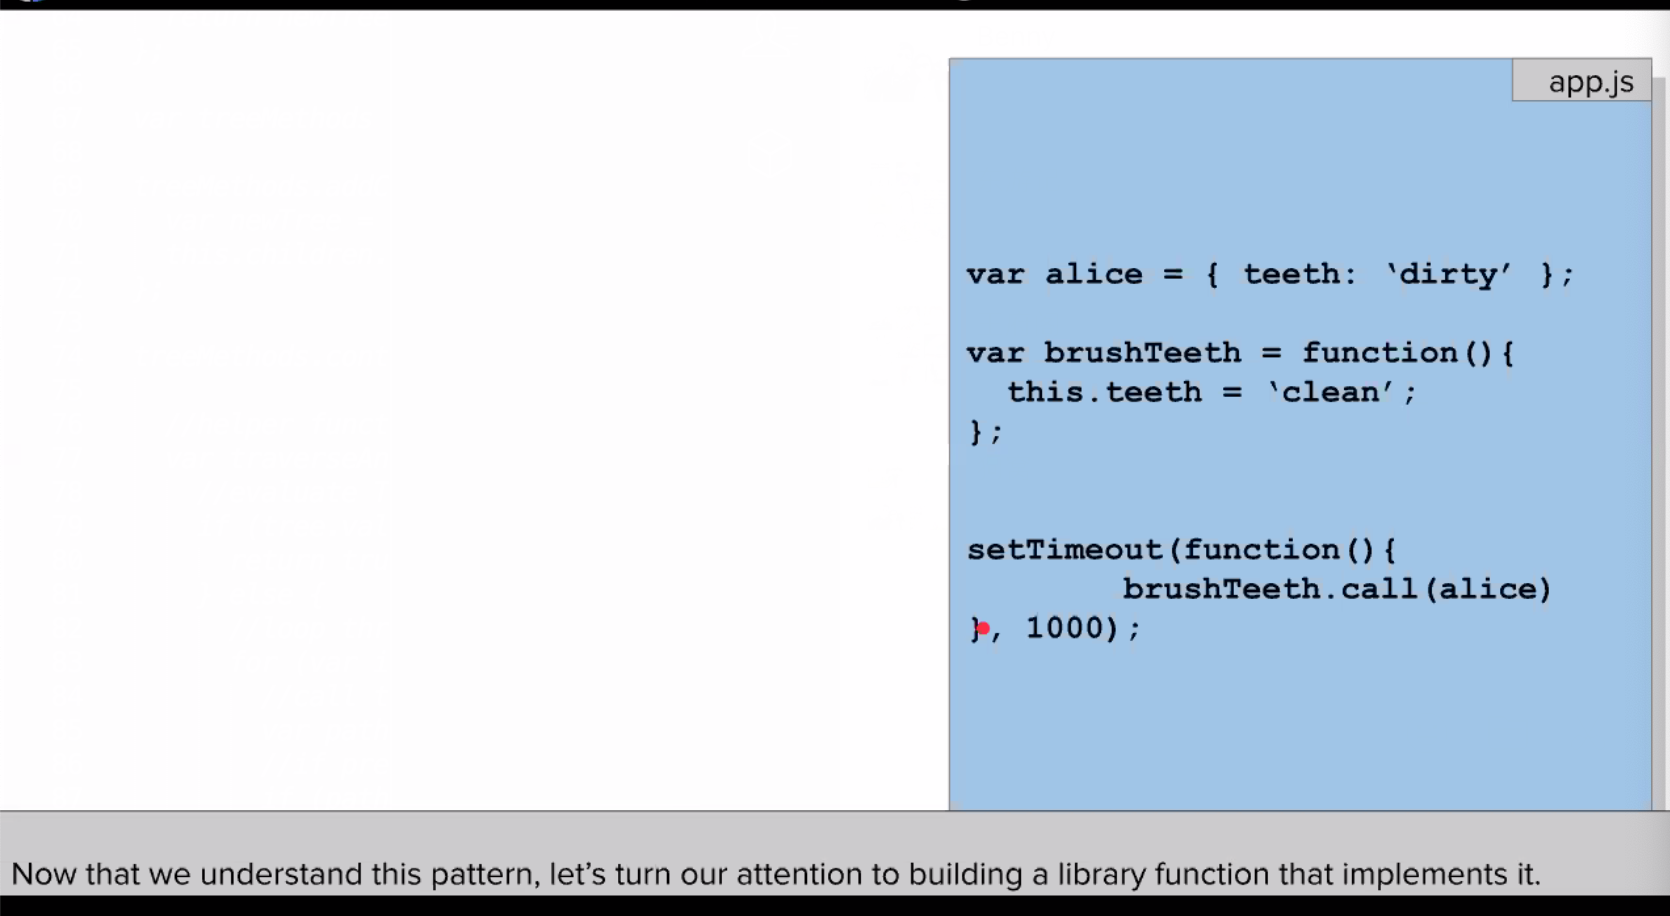 app.js
var alice = { teeth: ‘dirty’ };
var brushTeeth = function(){
this.teeth = ‘clean’;
};
setTimeout(function(){
brushTeeth.call(alice)
}, 1000);
Now that we understand this pattern, let’s turn our attention to building a library function that implements it.